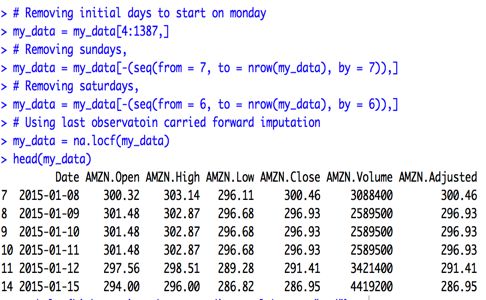 > # Removing initial days to start on monday
> my_data = my_data[4:1387,]
> # Removing sundays,
> my_data = my_data[-(seq(from = 7, to = nrow(my_data), by = 7)),]
> # Removing saturdays,
> my_data = my_data[-(seq(from = 6, to = nrow(my_data), by = 6)),]
> # Using last observatoin carried forward imputation
> my_data = na.locf(my_data)
> head(my_data)
Date AMZN.Open AMZN.High AMZN.Low AMZN.Close AMZN.Volume AMZN.Adjusted
7 2015-01-08 300.32 303.14 296.11 300.46 3088400 300.46
8 2015-01-09 301.48 302.87 296.68 296.93 2589500 296.93
9 2015-01-10 301.48 302.87 296.68 296.93 2589500 296.93
10 2015-01-11 301.48 302.87 296.68 296.93 2589500 296.93
11 2015-01-12 297.56 298.51 289.28 291.41 3421400 291.41
14 2015-01-15 294.00 296.00 286.82 286.95 4419200 286.95